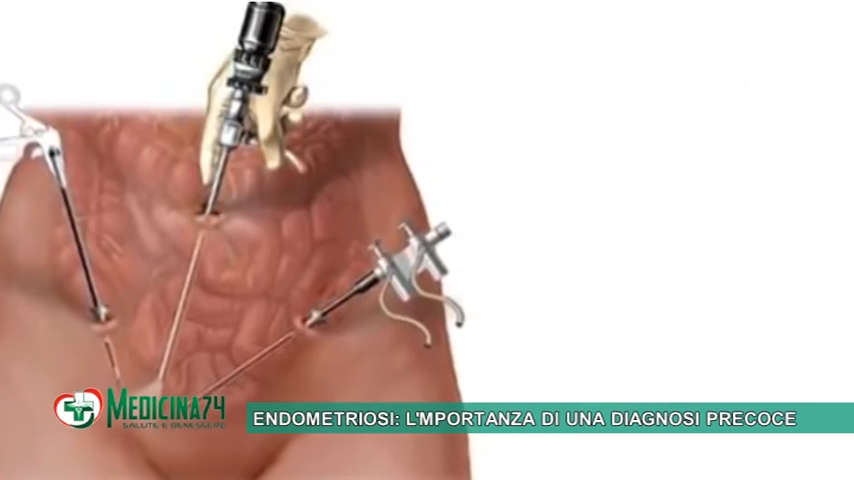 MEDICINA74
SALUTE E BENESSERE
ENDOMETRIOSI: L'MPORTANZA DI UNA DIAGNOSI PRECOCE